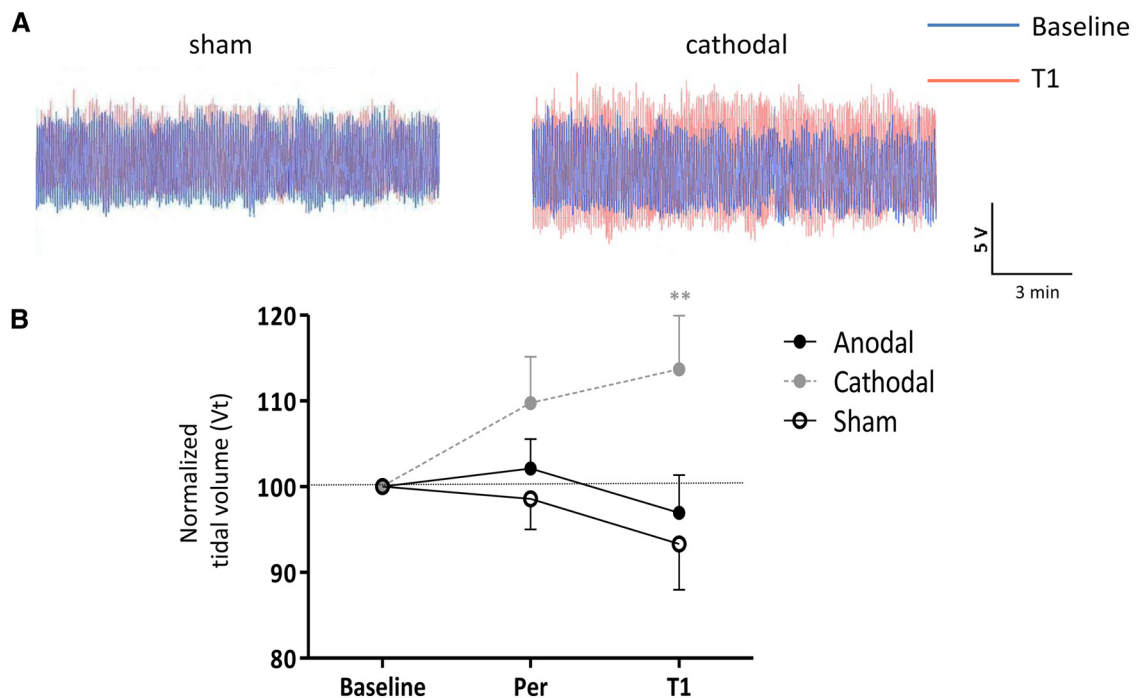 A
sham
cathodal
Baseline
T1
5 V
3 min
B
**
120
110
100
90
80
Normalized
tidal volume (Vt)
Anodal
Cathodal
Sham
Baseline Per T1